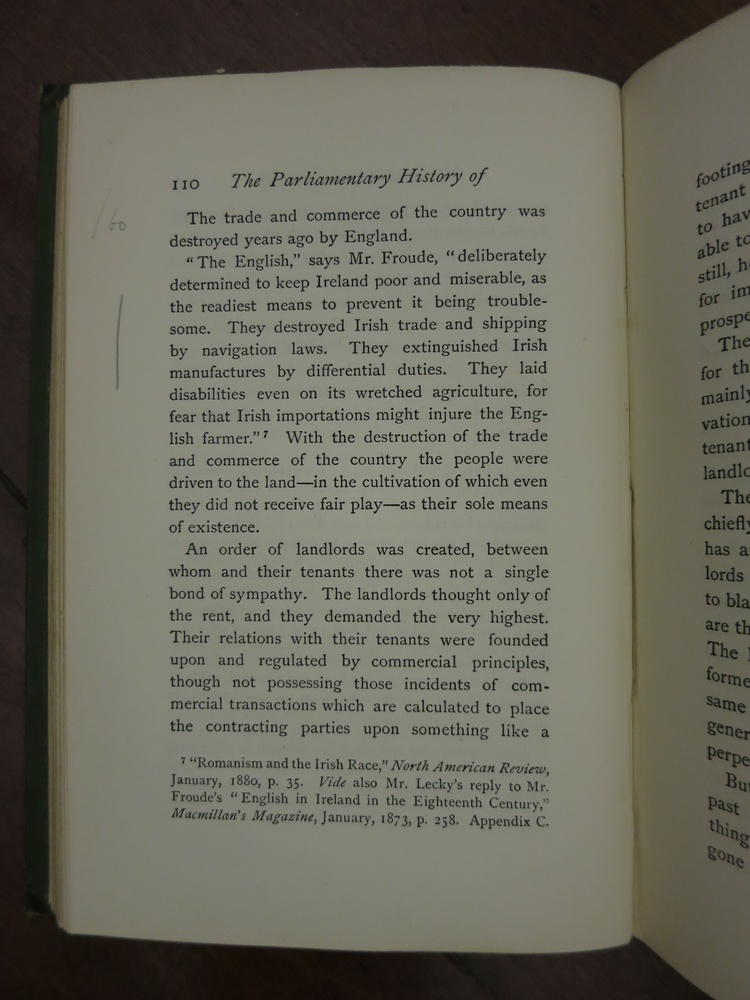 110 The Parliamentary History of
The trade and commerce of the country was
destroyed years ago by England.
“The English,” says Mr. Froude, “deliberately
determined to keep Ireland poor and miserable, as
the readiest means to prevent it being trouble-
some. They destroyed Irish trade and shipping
by navigation laws. They extinguished Irish
manufactures by differential duties. They laid
disabilities even on its wretched agriculture, for
fear that Irish importations might injure the Eng-
lish farmer.”⁷ With the destruction of the trade
and commerce of the country the people were
driven to the land—in the cultivation of which even
they did not receive fair play—as their sole means
of existence.
An order of landlords was created, between
whom and their tenants there was not a single
bond of sympathy. The landlords thought only of
the rent, and they demanded the very highest.
Their relations with their tenants were founded
upon and regulated by commercial principles,
though not possessing those incidents of com-
mercial transactions which are calculated to place
the contracting parties upon something like a
⁷ “Romanism and the Irish Race,” North American Review,
January, 1880, p. 35. Vide also Mr. Lecky's reply to Mr.
Froude's “English in Ireland in the Eighteenth Century,”
Macmillan's Magazine, January, 1873, p. 258. Appendix C.
footing
tenant
to hav
able to
still, h
for im
prospe
The
for th
mainly
vation
tenant
landlo
The
chiefly
has a
lords
to bla
are th
The
forme
same
gener
perpe
But
past
thing
gone